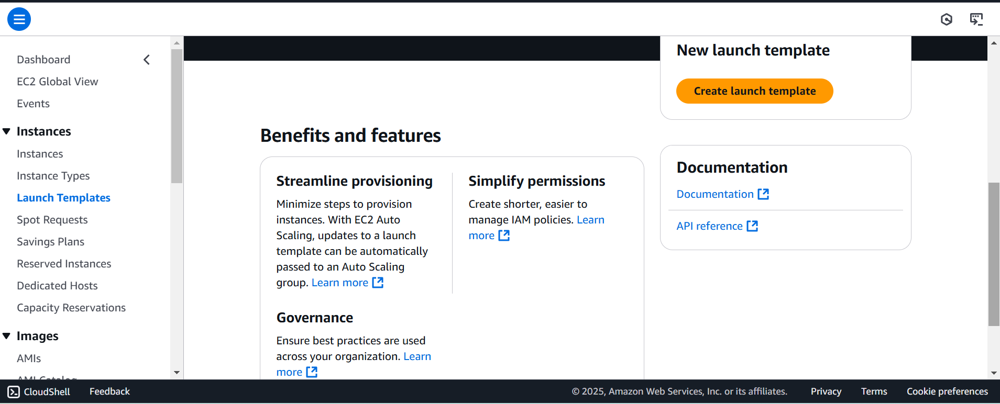 Dashboard
EC2 Global View
Events
Instances
Instances
Instance Types
Launch Templates
Spot Requests
Savings Plans
Reserved Instances
Dedicated Hosts
Capacity Reservations
Images
AMIs
AMI Catalog
New launch template
Create launch template
Benefits and features
Streamline provisioning
Minimize steps to provision
instances. With EC2 Auto
Scaling, updates to a launch
template can be automatically
passed to an Auto Scaling
group. Learn more
Simplify permissions
Create shorter, easier to
manage IAM policies. Learn
more
Governance
Ensure best practices are used
across your organization. Learn
more
Documentation
Documentation
API reference
CloudShell
Feedback
© 2025, Amazon Web Services, Inc. or its affiliates.
Privacy
Terms
Cookie preferences